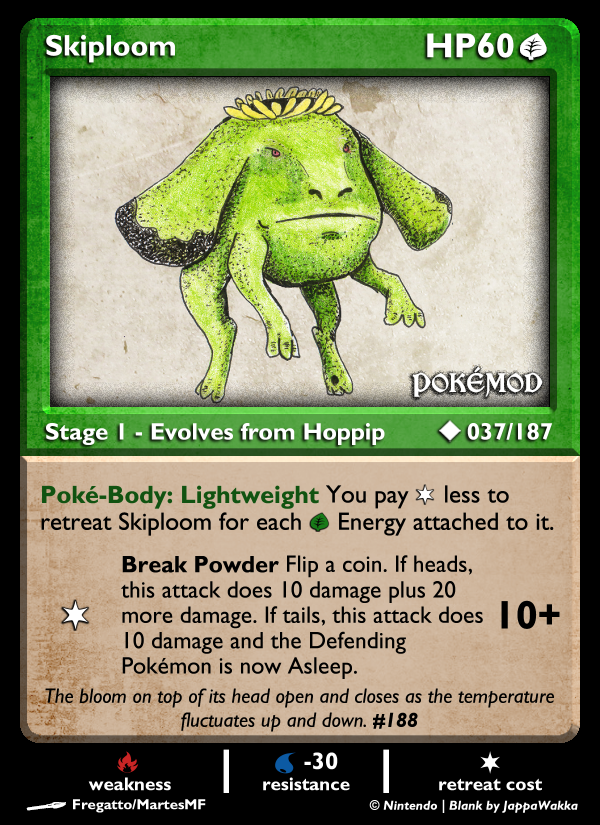 Skiploom HP60
POKÉMOD
Stage 1 - Evolves from Hoppip 037/187
Poké-Body: Lightweight You pay less to
retreat Skiploom for each Energy attached to it.
Break Powder Flip a coin. If heads,
this attack does 10 damage plus 20
more damage. If tails, this attack does
10 damage and the Defending
Pokémon is now Asleep.
10+
The bloom on top of its head open and closes as the temperature
fluctuates up and down. #188
-30
weakness resistance retreat cost
Fregatto/MartesMF © Nintendo | Blank by JappaWakka